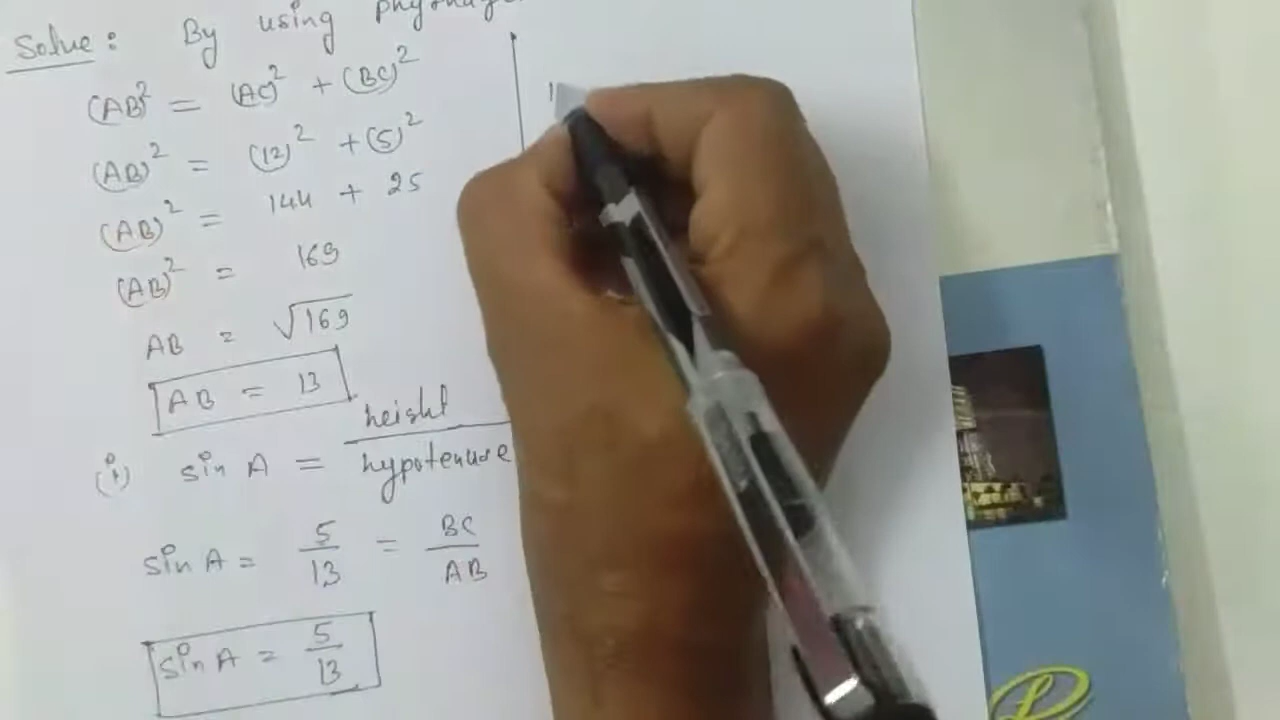 Solve: By using
(AB)² = (AC)² + (BC)²
(AB)² = (12)² + (5)²
(AB)² = 144 + 25
(AB)² = 169
AB = √169
AB = 13
(i) sin A = height / hypotenuse
sin A = 5/13 = BC/AB
sin A = 5/13